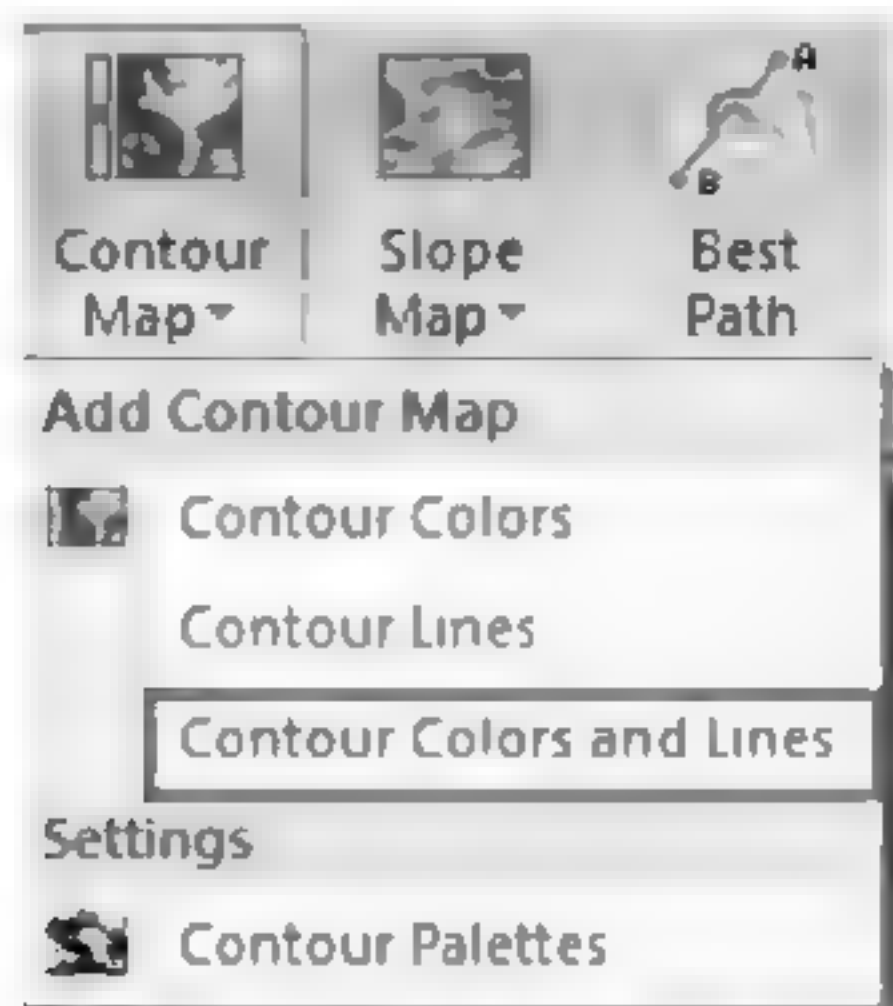 A
B
Contour Slope Best
Map Map Path
Add Contour Map
Contour Colors
Contour Lines
Contour Colors and Lines
Settings
Contour Palettes